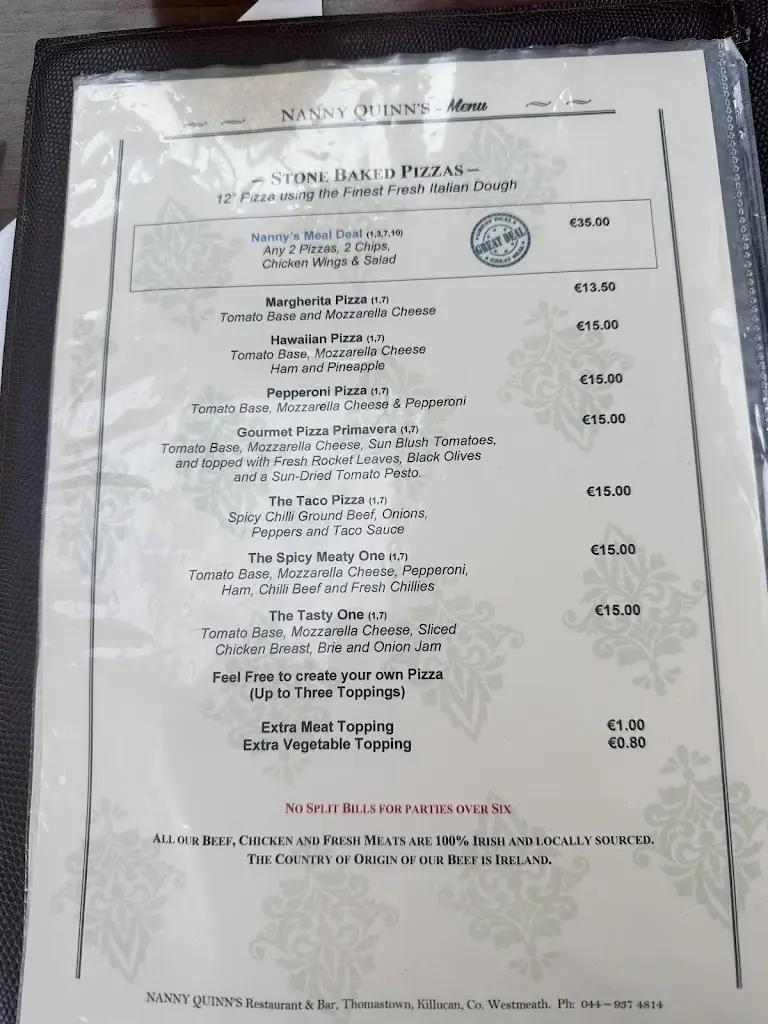 NANNY QUINN'S - Menu
— STONE BAKED PIZZAS —
12" Pizza using the Finest Fresh Italian Dough
Nanny's Meal Deal (1,3,7,10) €35.00
Any 2 Pizzas, 2 Chips,
Chicken Wings & Salad
GREAT DEAL
GREAT DEAL
GREAT DEAL
Margherita Pizza (1,7) €13.50
Tomato Base and Mozzarella Cheese
Hawaiian Pizza (1,7) €15.00
Tomato Base, Mozzarella Cheese
Ham and Pineapple
Pepperoni Pizza (1,7) €15.00
Tomato Base, Mozzarella Cheese & Pepperoni
Gourmet Pizza Primavera (1,7) €15.00
Tomato Base, Mozzarella Cheese, Sun Blush Tomatoes,
and topped with Fresh Rocket Leaves, Black Olives
and a Sun-Dried Tomato Pesto.
The Taco Pizza (1,7) €15.00
Spicy Chilli Ground Beef, Onions,
Peppers and Taco Sauce
The Spicy Meaty One (1,7) €15.00
Tomato Base, Mozzarella Cheese, Pepperoni,
Ham, Chilli Beef and Fresh Chillies
The Tasty One (1,7) €15.00
Tomato Base, Mozzarella Cheese, Sliced
Chicken Breast, Brie and Onion Jam
Feel Free to create your own Pizza
(Up to Three Toppings)
Extra Meat Topping €1.00
Extra Vegetable Topping €0.80
NO SPLIT BILLS FOR PARTIES OVER SIX
ALL OUR BEEF, CHICKEN AND FRESH MEATS ARE 100% IRISH AND LOCALLY SOURCED.
THE COUNTRY OF ORIGIN OF OUR BEEF IS IRELAND.
NANNY QUINN'S Restaurant & Bar, Thomastown, Killucan, Co. Westmeath. Ph: 044 – 937 4814